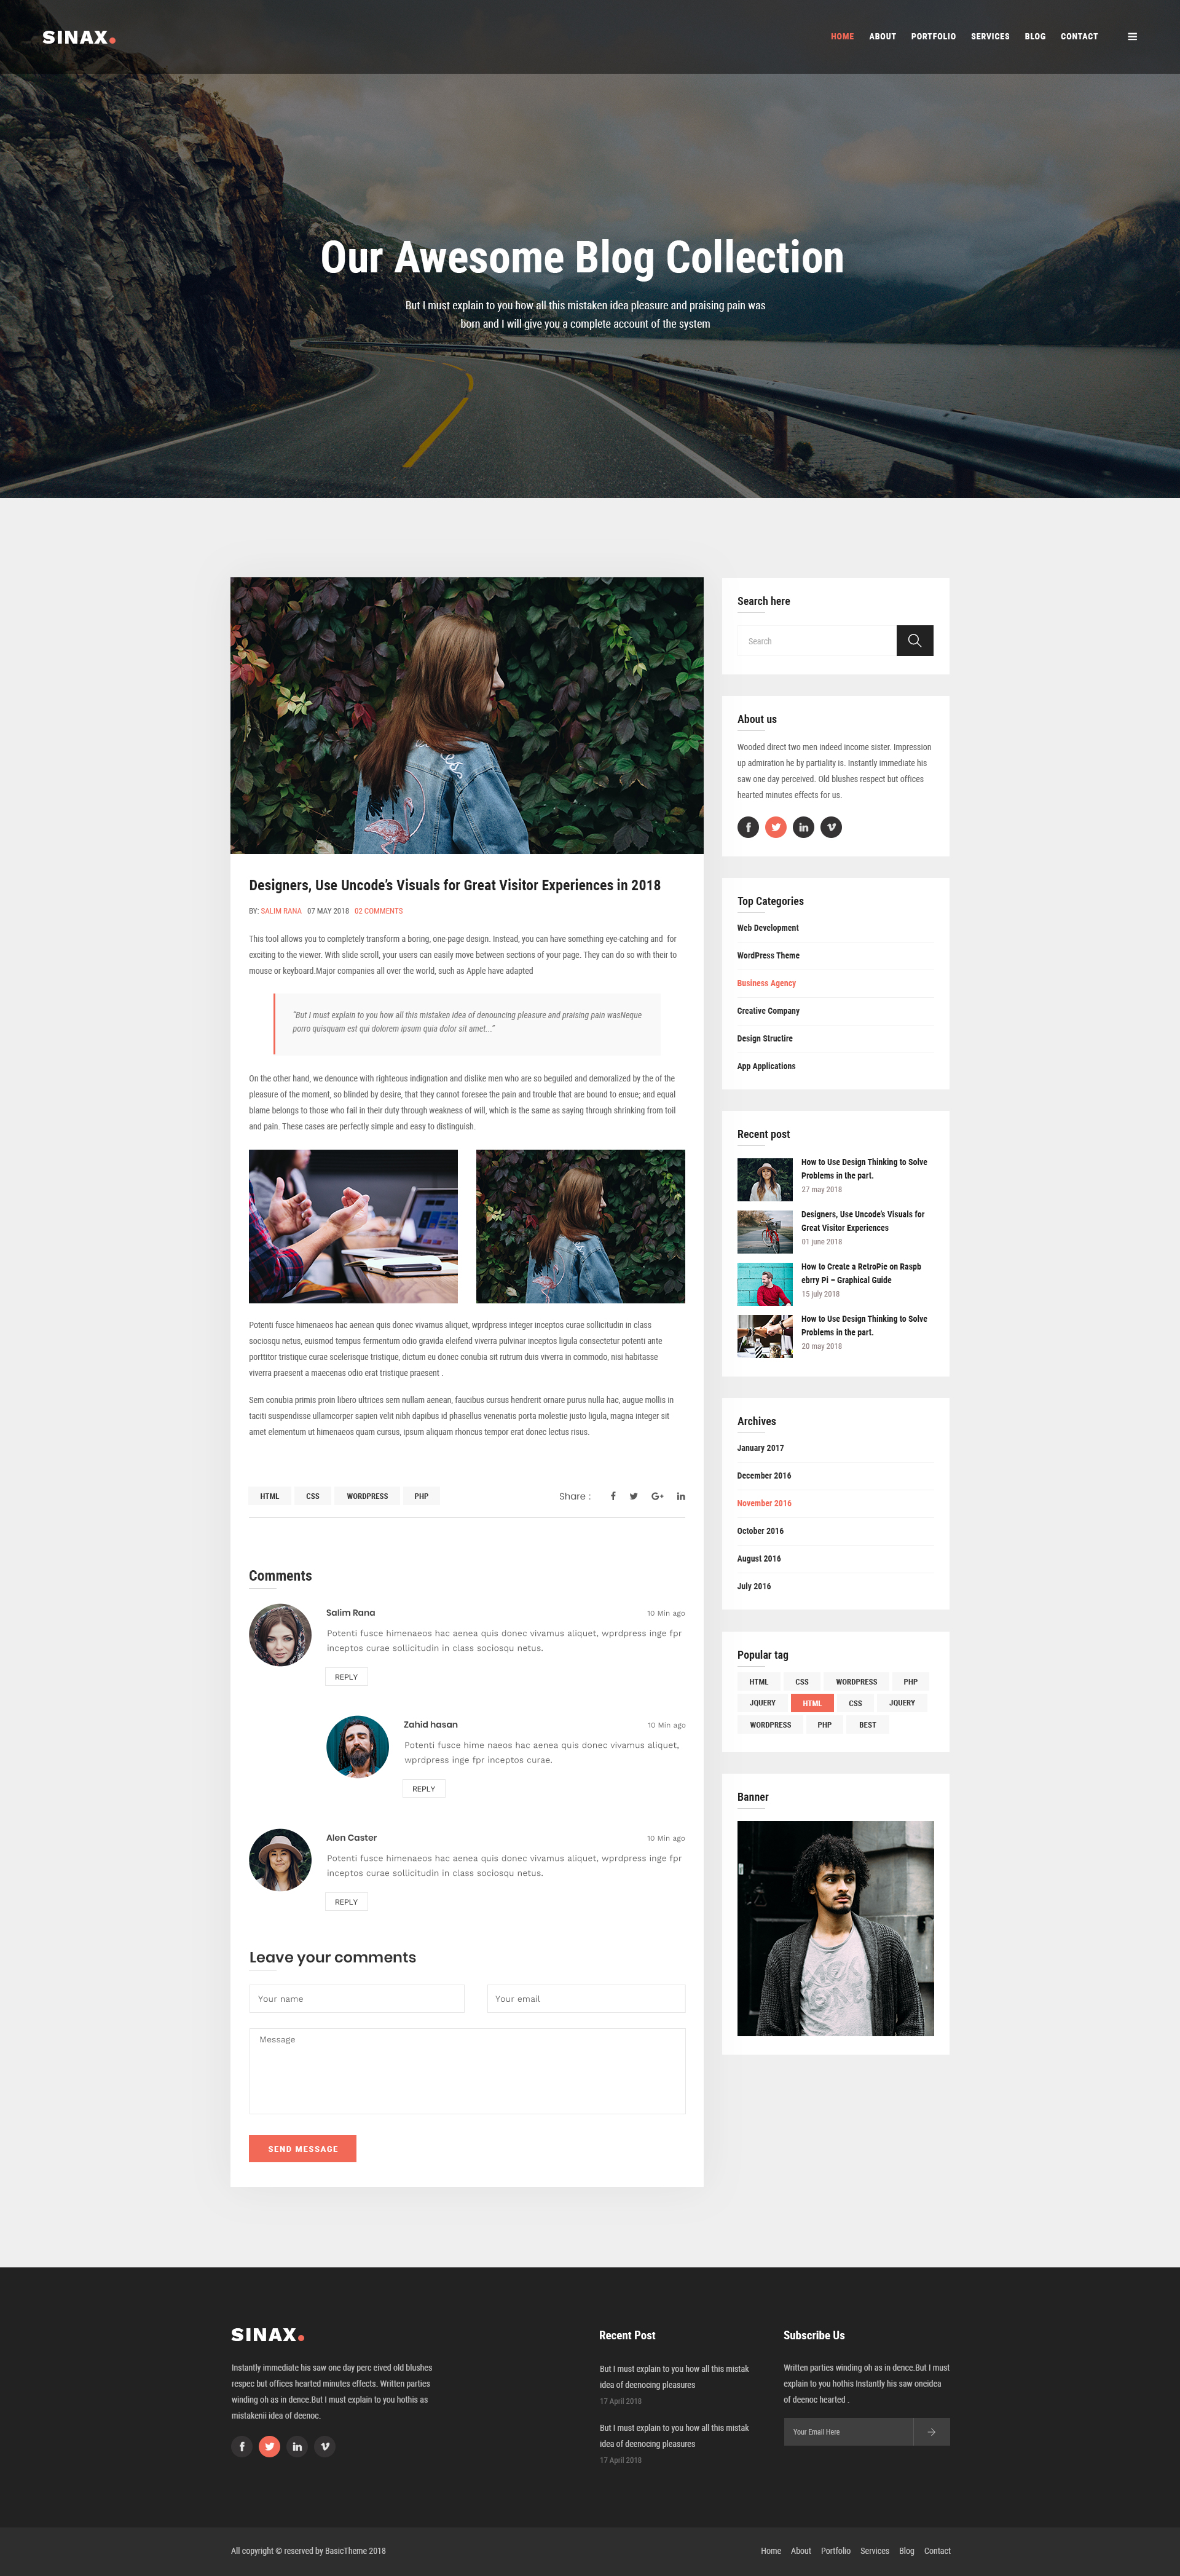 SINAX.
HOME ABOUT PORTFOLIO SERVICES BLOG CONTACT
Our Awesome Blog Collection
But I must explain to you how all this mistaken idea pleasure and praising pain was
born and I will give you a complete account of the system
Designers, Use Uncode's Visuals for Great Visitor Experiences in 2018
BY: SALIM RANA 07 MAY 2018 02 COMMENTS
This tool allows you to completely transform a boring, one-page design. Instead, you can have something eye-catching and for
exciting to the viewer. With slide scroll, your users can easily move between sections of your page. They can do so with their to
mouse or keyboard.Major companies all over the world, such as Apple have adapted
"But I must explain to you how all this mistaken idea of denouncing pleasure and praising pain wasNeque
porro quisquam est qui dolorem ipsum quia dolor sit amet..."
On the other hand, we denounce with righteous indignation and dislike men who are so beguiled and demoralized by the of the
pleasure of the moment, so blinded by desire, that they cannot foresee the pain and trouble that are bound to ensue; and equal
blame belongs to those who fail in their duty through weakness of will, which is the same as saying through shrinking from toil
and pain. These cases are perfectly simple and easy to distinguish.
Potenti fusce himenaeos hac aenean quis donec vivamus aliquet, wprdpress integer inceptos curae sollicitudin in class
sociosqu netus, euismod tempus fermentum odio gravida eleifend viverra pulvinar inceptos ligula consectetur potenti ante
porttitor tristique curae scelerisque tristique, dictum eu donec conubia sit rutrum duis viverra in commodo, nisi habitasse
viverra praesent a maecenas odio erat tristique praesent .
Sem conubia primis proin libero ultrices sem nullam aenean, faucibus cursus hendrerit ornare purus nulla hac, augue mollis in
taciti suspendisse ullamcorper sapien velit nibh dapibus id phasellus venenatis porta molestie justo ligula, magna integer sit
amet elementum ut himenaeos quam cursus, ipsum aliquam rhoncus tempor erat donec lectus risus.
HTML CSS WORDPRESS PHP
Share :
Comments
Salim Rana 10 Min ago
Potenti fusce himenaeos hac aenea quis donec vivamus aliquet, wprdpress inge fpr
inceptos curae sollicitudin in class sociosqu netus.
REPLY
Zahid hasan 10 Min ago
Potenti fusce hime naeos hac aenea quis donec vivamus aliquet,
wprdpress inge fpr inceptos curae.
REPLY
Alen Caster 10 Min ago
Potenti fusce himenaeos hac aenea quis donec vivamus aliquet, wprdpress inge fpr
inceptos curae sollicitudin in class sociosqu netus.
REPLY
Leave your comments
Your name
Your email
Message
SEND MESSAGE
Search here
Search
About us
Wooded direct two men indeed income sister. Impression
up admiration he by partiality is. Instantly immediate his
saw one day perceived. Old blushes respect but offices
hearted minutes effects for us.
Top Categories
Web Development
WordPress Theme
Business Agency
Creative Company
Design Structire
App Applications
Recent post
How to Use Design Thinking to Solve
Problems in the part.
27 may 2018
Designers, Use Uncode's Visuals for
Great Visitor Experiences
01 june 2018
How to Create a RetroPie on Raspb
ebrry Pi – Graphical Guide
15 july 2018
How to Use Design Thinking to Solve
Problems in the part.
20 may 2018
Archives
January 2017
December 2016
November 2016
October 2016
August 2016
July 2016
Popular tag
HTML CSS WORDPRESS PHP
JQUERY HTML CSS JQUERY
WORDPRESS PHP BEST
Banner
SINAX.
Instantly immediate his saw one day perc eived old blushes
respec but offices hearted minutes effects. Written parties
winding oh as in dence.But I must explain to you hothis as
mistakenii idea of deenoc.
Recent Post
But I must explain to you how all this mistak
idea of deenocing pleasures
17 April 2018
But I must explain to you how all this mistak
idea of deenocing pleasures
17 April 2018
Subscribe Us
Written parties winding oh as in dence.But I must
explain to you hothis Instantly his saw oneidea
of deenoc hearted .
Your Email Here
All copyright © reserved by BasicTheme 2018
Home About Portfolio Services Blog Contact